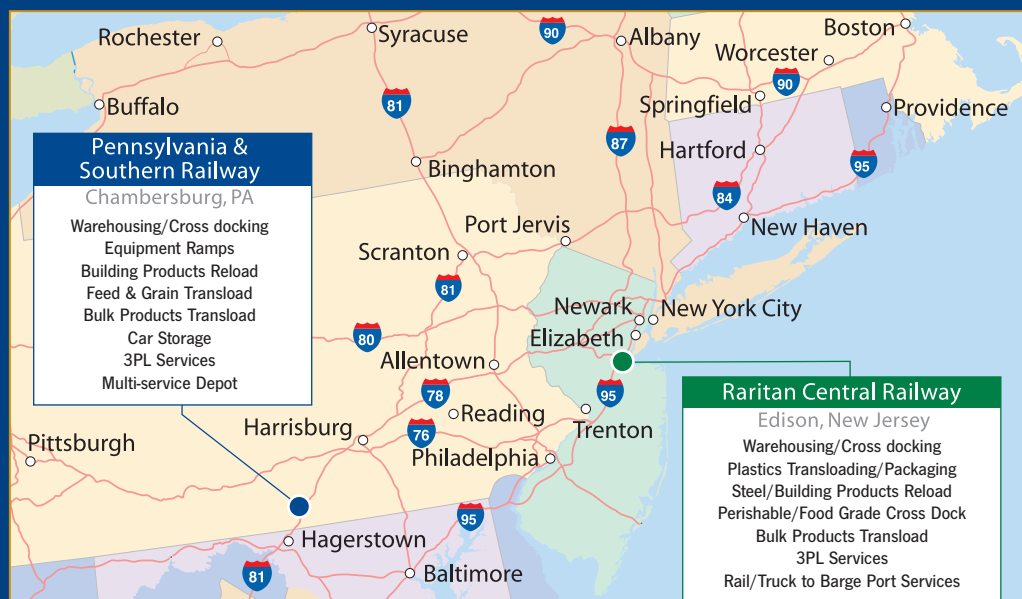 Rochester
Syracuse
90
Albany
Boston
Worcester
90
Buffalo
81
Springfield
Providence
87
Hartford
95
Binghamton
84
Pennsylvania &
Southern Railway
Chambersburg, PA
Warehousing/Cross docking
Equipment Ramps
Building Products Reload
Feed & Grain Transload
Bulk Products Transload
Car Storage
3PL Services
Multi-service Depot
Port Jervis
New Haven
Scranton
81
Newark
New York City
Elizabeth
80
Allentown
78
95
Reading
Trenton
Harrisburg
76
Pittsburgh
Philadelphia
95
Hagerstown
81
Baltimore
Raritan Central Railway
Edison, New Jersey
Warehousing/Cross docking
Plastics Transloading/Packaging
Steel/Building Products Reload
Perishable/Food Grade Cross Dock
Bulk Products Transload
3PL Services
Rail/Truck to Barge Port Services